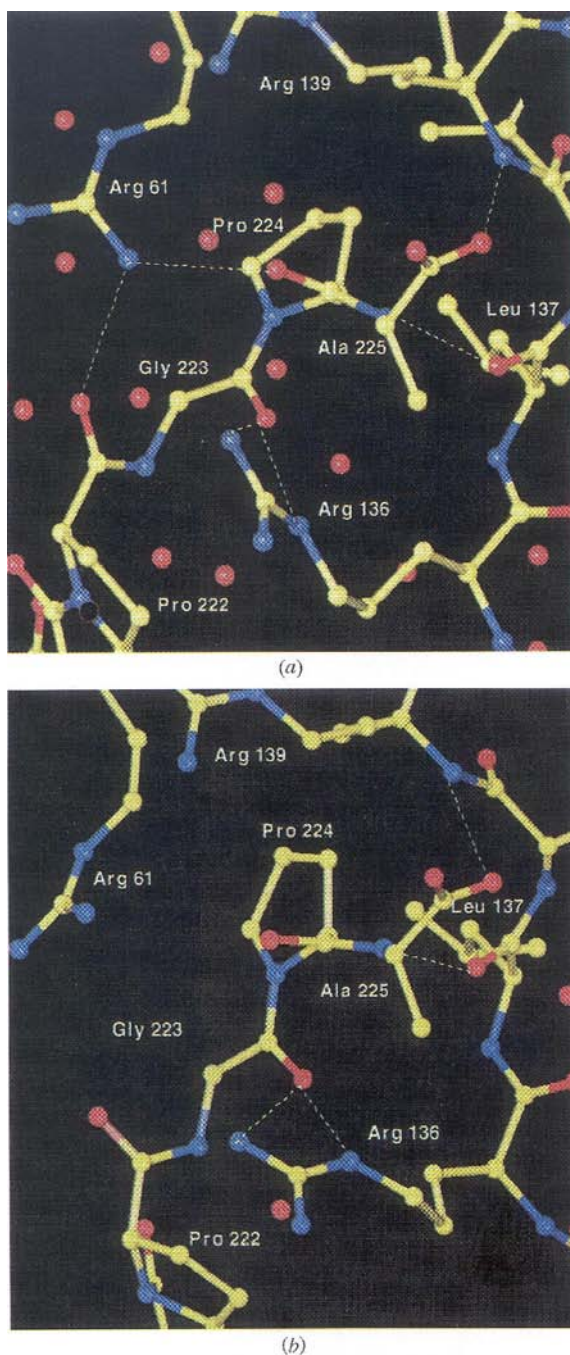 Arg 139
Arg 61
Pro 224
Leu 137
Ala 225
Gly 223
Arg 136
Pro 222
(a)
Arg 139
Pro 224
Arg 61
Leu 137
Ala 225
Gly 223
Arg 136
Pro 222
(b)